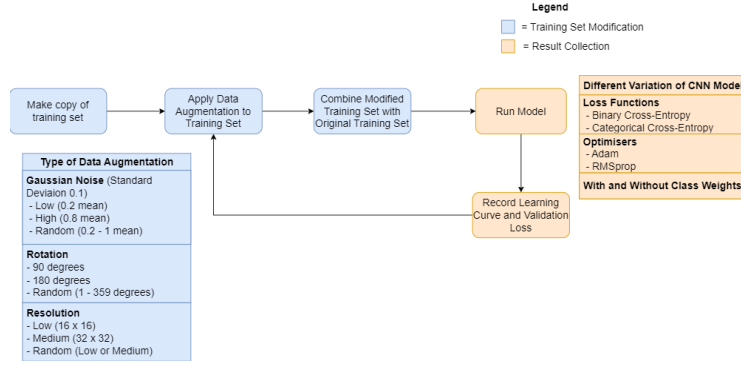 Legend
= Training Set Modification
= Result Collection
Make copy of
training set
Apply Data
Augmentation to
Training Set
Combine Modified
Training Set with
Original Training Set
Run Model
Record Learning
Curve and Validation
Loss
Different Variation of CNN Model
Loss Functions
- Binary Cross-Entropy
- Categorical Cross-Entropy
Optimisers
- Adam
- RMSprop
With and Without Class Weights
Type of Data Augmentation
Gaussian Noise (Standard
Deviaion 0.1)
- Low (0.2 mean)
- High (0.8 mean)
- Random (0.2 - 1 mean)
Rotation
- 90 degrees
- 180 degrees
- Random (1 - 359 degrees)
Resolution
- Low (16 x 16)
- Medium (32 x 32)
- Random (Low or Medium)